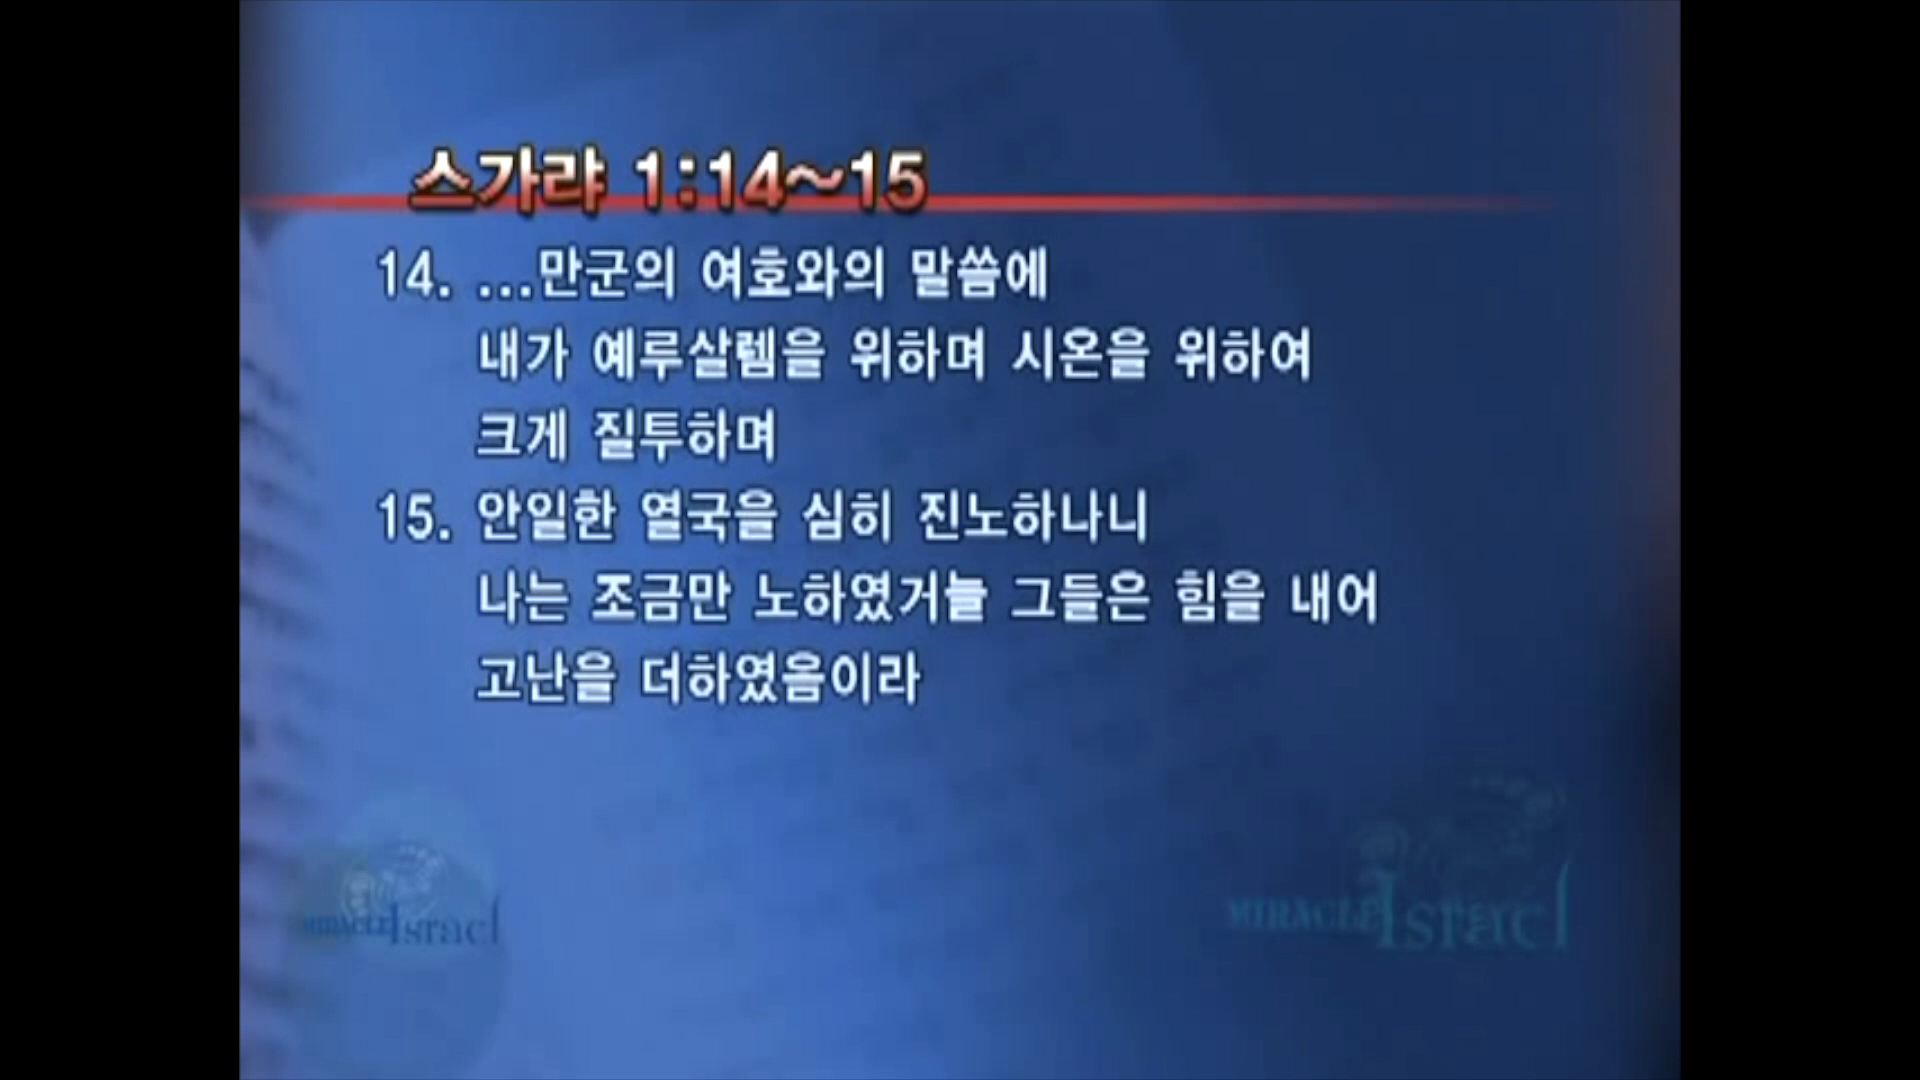 스가랴 1:14~15
14. ...만군의 여호와의 말씀에
내가 예루살렘을 위하며 시온을 위하여
크게 질투하며
15. 안일한 열국을 심히 진노하나니
나는 조금만 노하였거늘 그들은 힘을 내어
고난을 더하였음이라
MIRACLE Israel
MIRACLE Israel